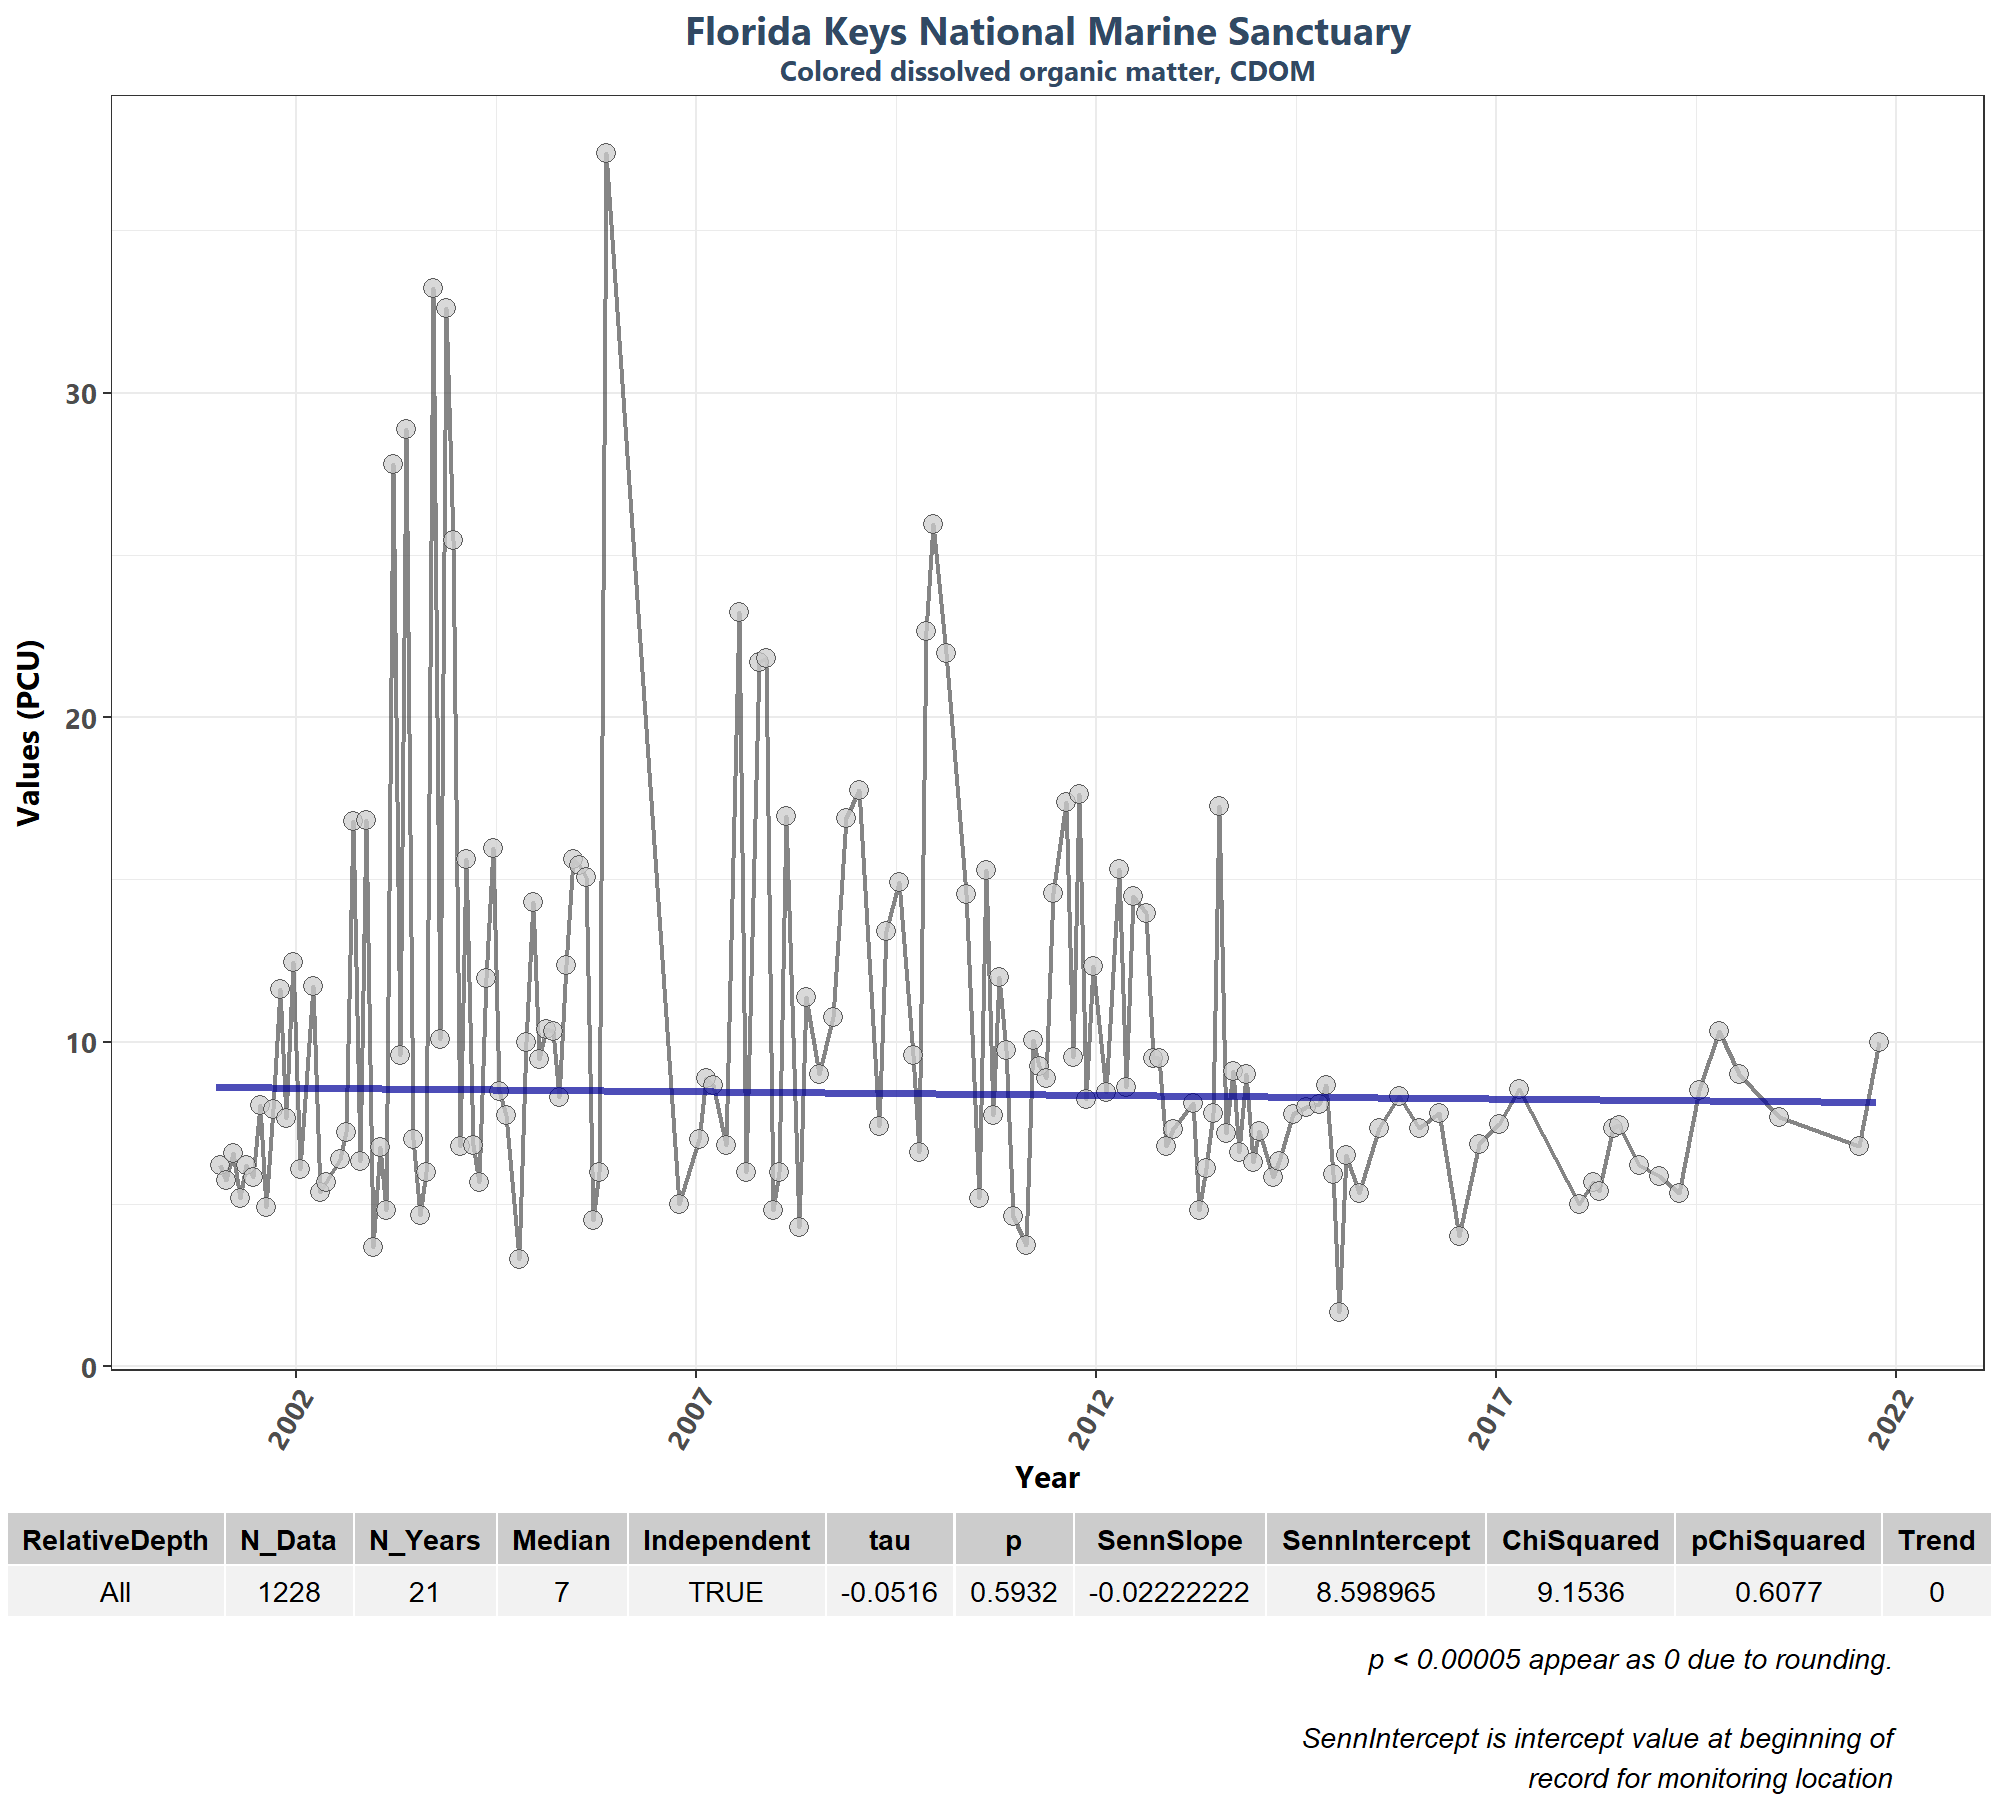 Florida Keys National Marine Sanctuary
Colored dissolved organic matter, CDOM
Values (PCU)
30
20
10
0
2002 2007 2012 2017 2022
Year
RelativeDepth N_Data N_Years Median Independent tau p SennSlope SennIntercept ChiSquared pChiSquared Trend
All 1228 21 7 TRUE -0.0516 0.5932 -0.02222222 8.598965 9.1536 0.6077 0
p < 0.00005 appear as 0 due to rounding.
SennIntercept is intercept value at beginning of
record for monitoring location